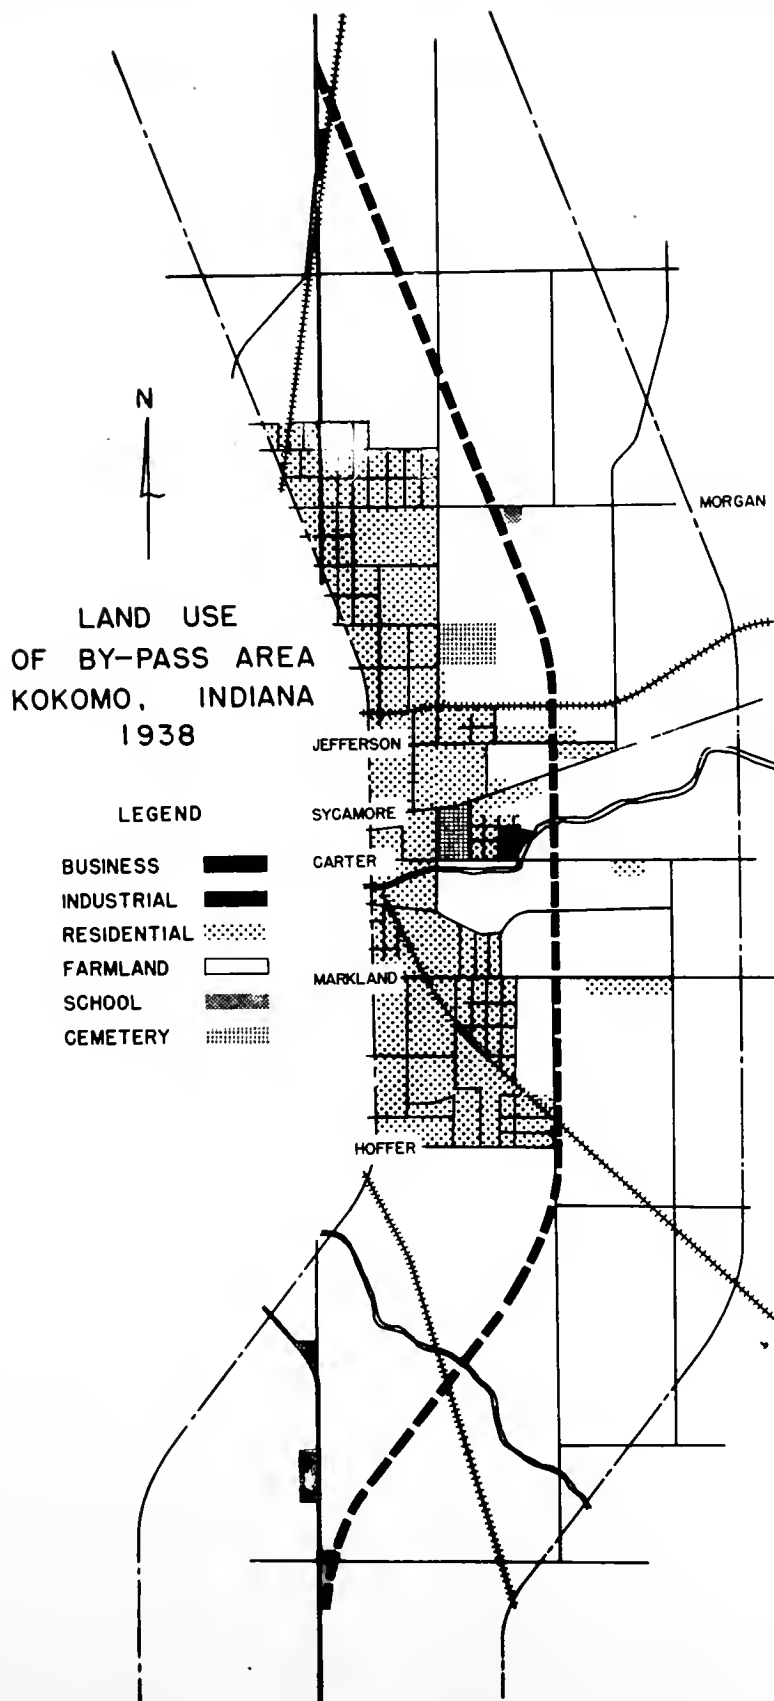 N
MORGAN
LAND USE
OF BY-PASS AREA
KOKOMO, INDIANA
1938
JEFFERSON
SYCAMORE
CARTER
MARKLAND
HOFFER
LEGEND
BUSINESS
INDUSTRIAL
RESIDENTIAL
FARMLAND
SCHOOL
CEMETERY